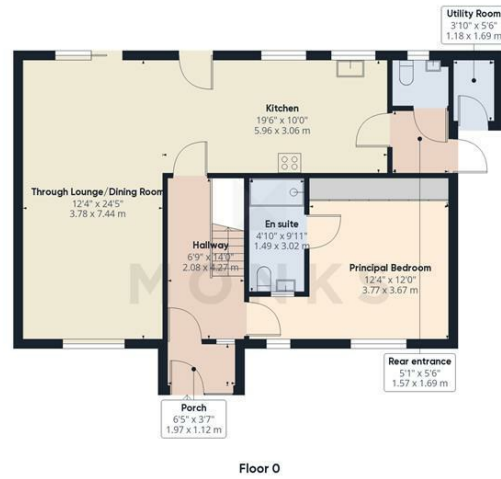 Utility Room
3'10" x 5'6"
1.18 x 1.69 m
Kitchen
19'6" x 10'0"
5.96 x 3.06 m
Through Lounge/Dining Room
12'4" x 24'5"
3.78 x 7.44 m
En suite
4'10" x 9'11"
1.49 x 3.02 m
Hallway
6'9" x 14'0"
2.08 x 4.27 m
Principal Bedroom
12'4" x 12'0"
3.77 x 3.67 m
MONKS
Rear entrance
5'1" x 5'6"
1.57 x 1.69 m
Porch
6'5" x 3'7"
1.97 x 1.12 m
Floor 0